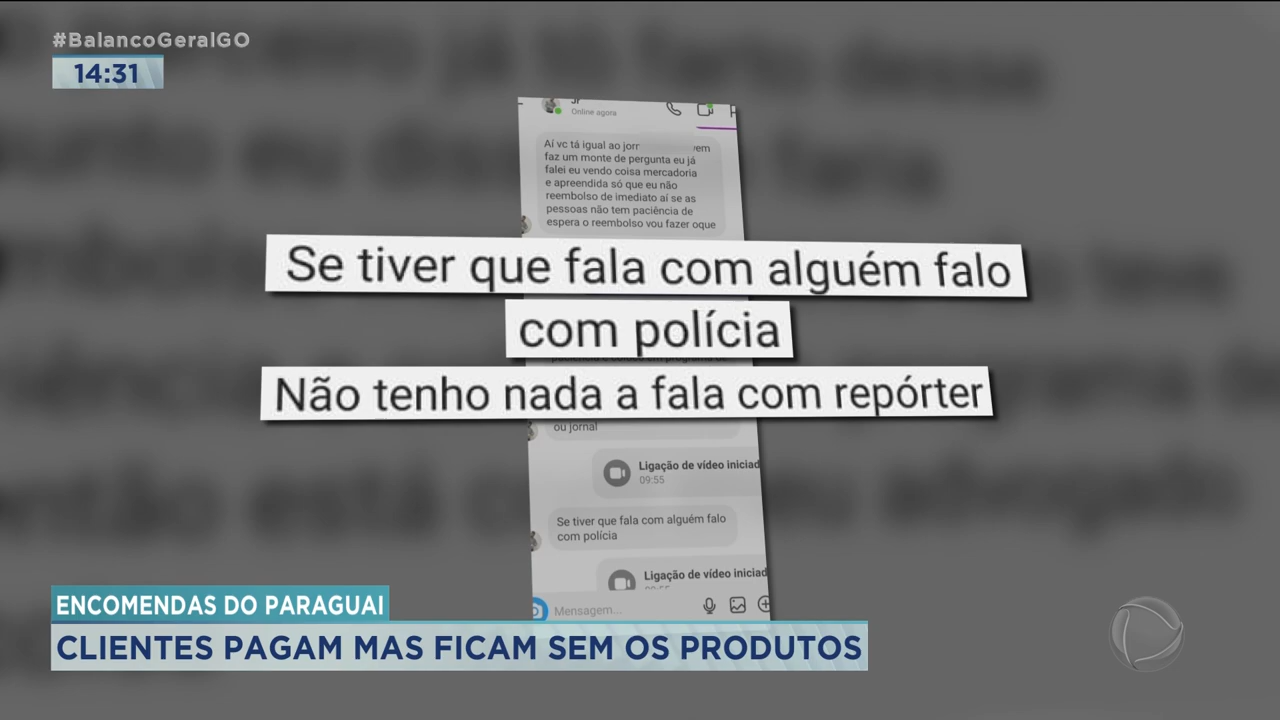 #BalancoGeralGO
14:31
Jr
Online agora
Aí vc tá igual ao jorr vem
faz um monte de pergunta eu já
falei eu vendo coisa mercadoria
e apreendida só que eu não
reembolso de imediato aí se as
pessoas não tem paciência de
espera o reembolso vou fazer oque
Se tiver que fala com alguém falo
com polícia
Não tenho nada a fala com repórter
ou jornal
Ligação de vídeo iniciad
09:55
Se tiver que fala com alguém falo
com polícia
Ligação de vídeo iniciad
Mensagem...
ENCOMENDAS DO PARAGUAI
CLIENTES PAGAM MAS FICAM SEM OS PRODUTOS